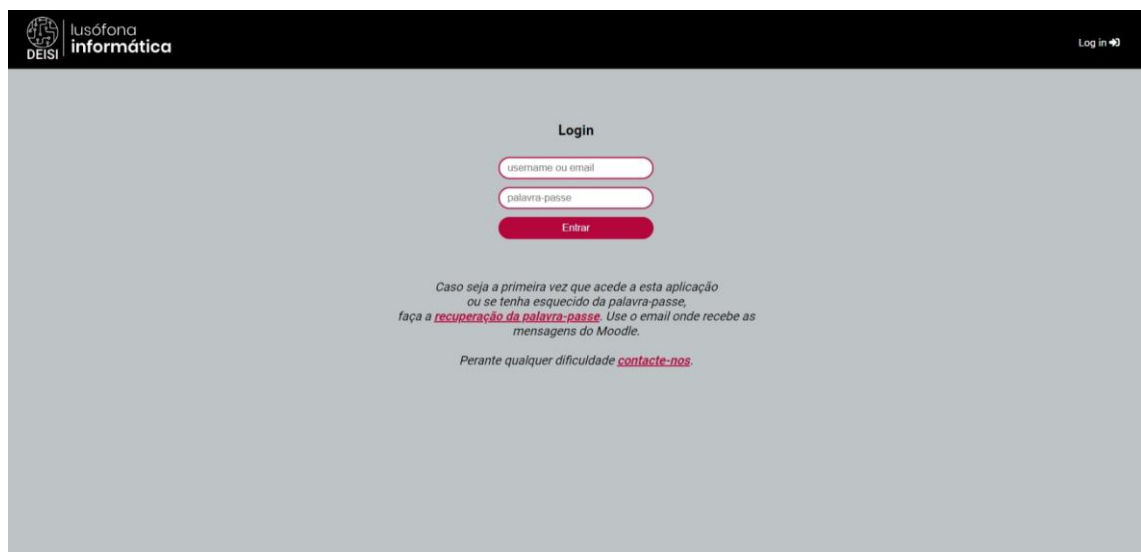 lusófona
informática
DEISI
Log in
Login
username ou email
palavra-passe
Entrar
Caso seja a primeira vez que acede a esta aplicação
ou se tenha esquecido da palavra-passe,
faça a recuperação da palavra-passe. Use o email onde recebe as
mensagens do Moodle.
Perante qualquer dificuldade contacte-nos.